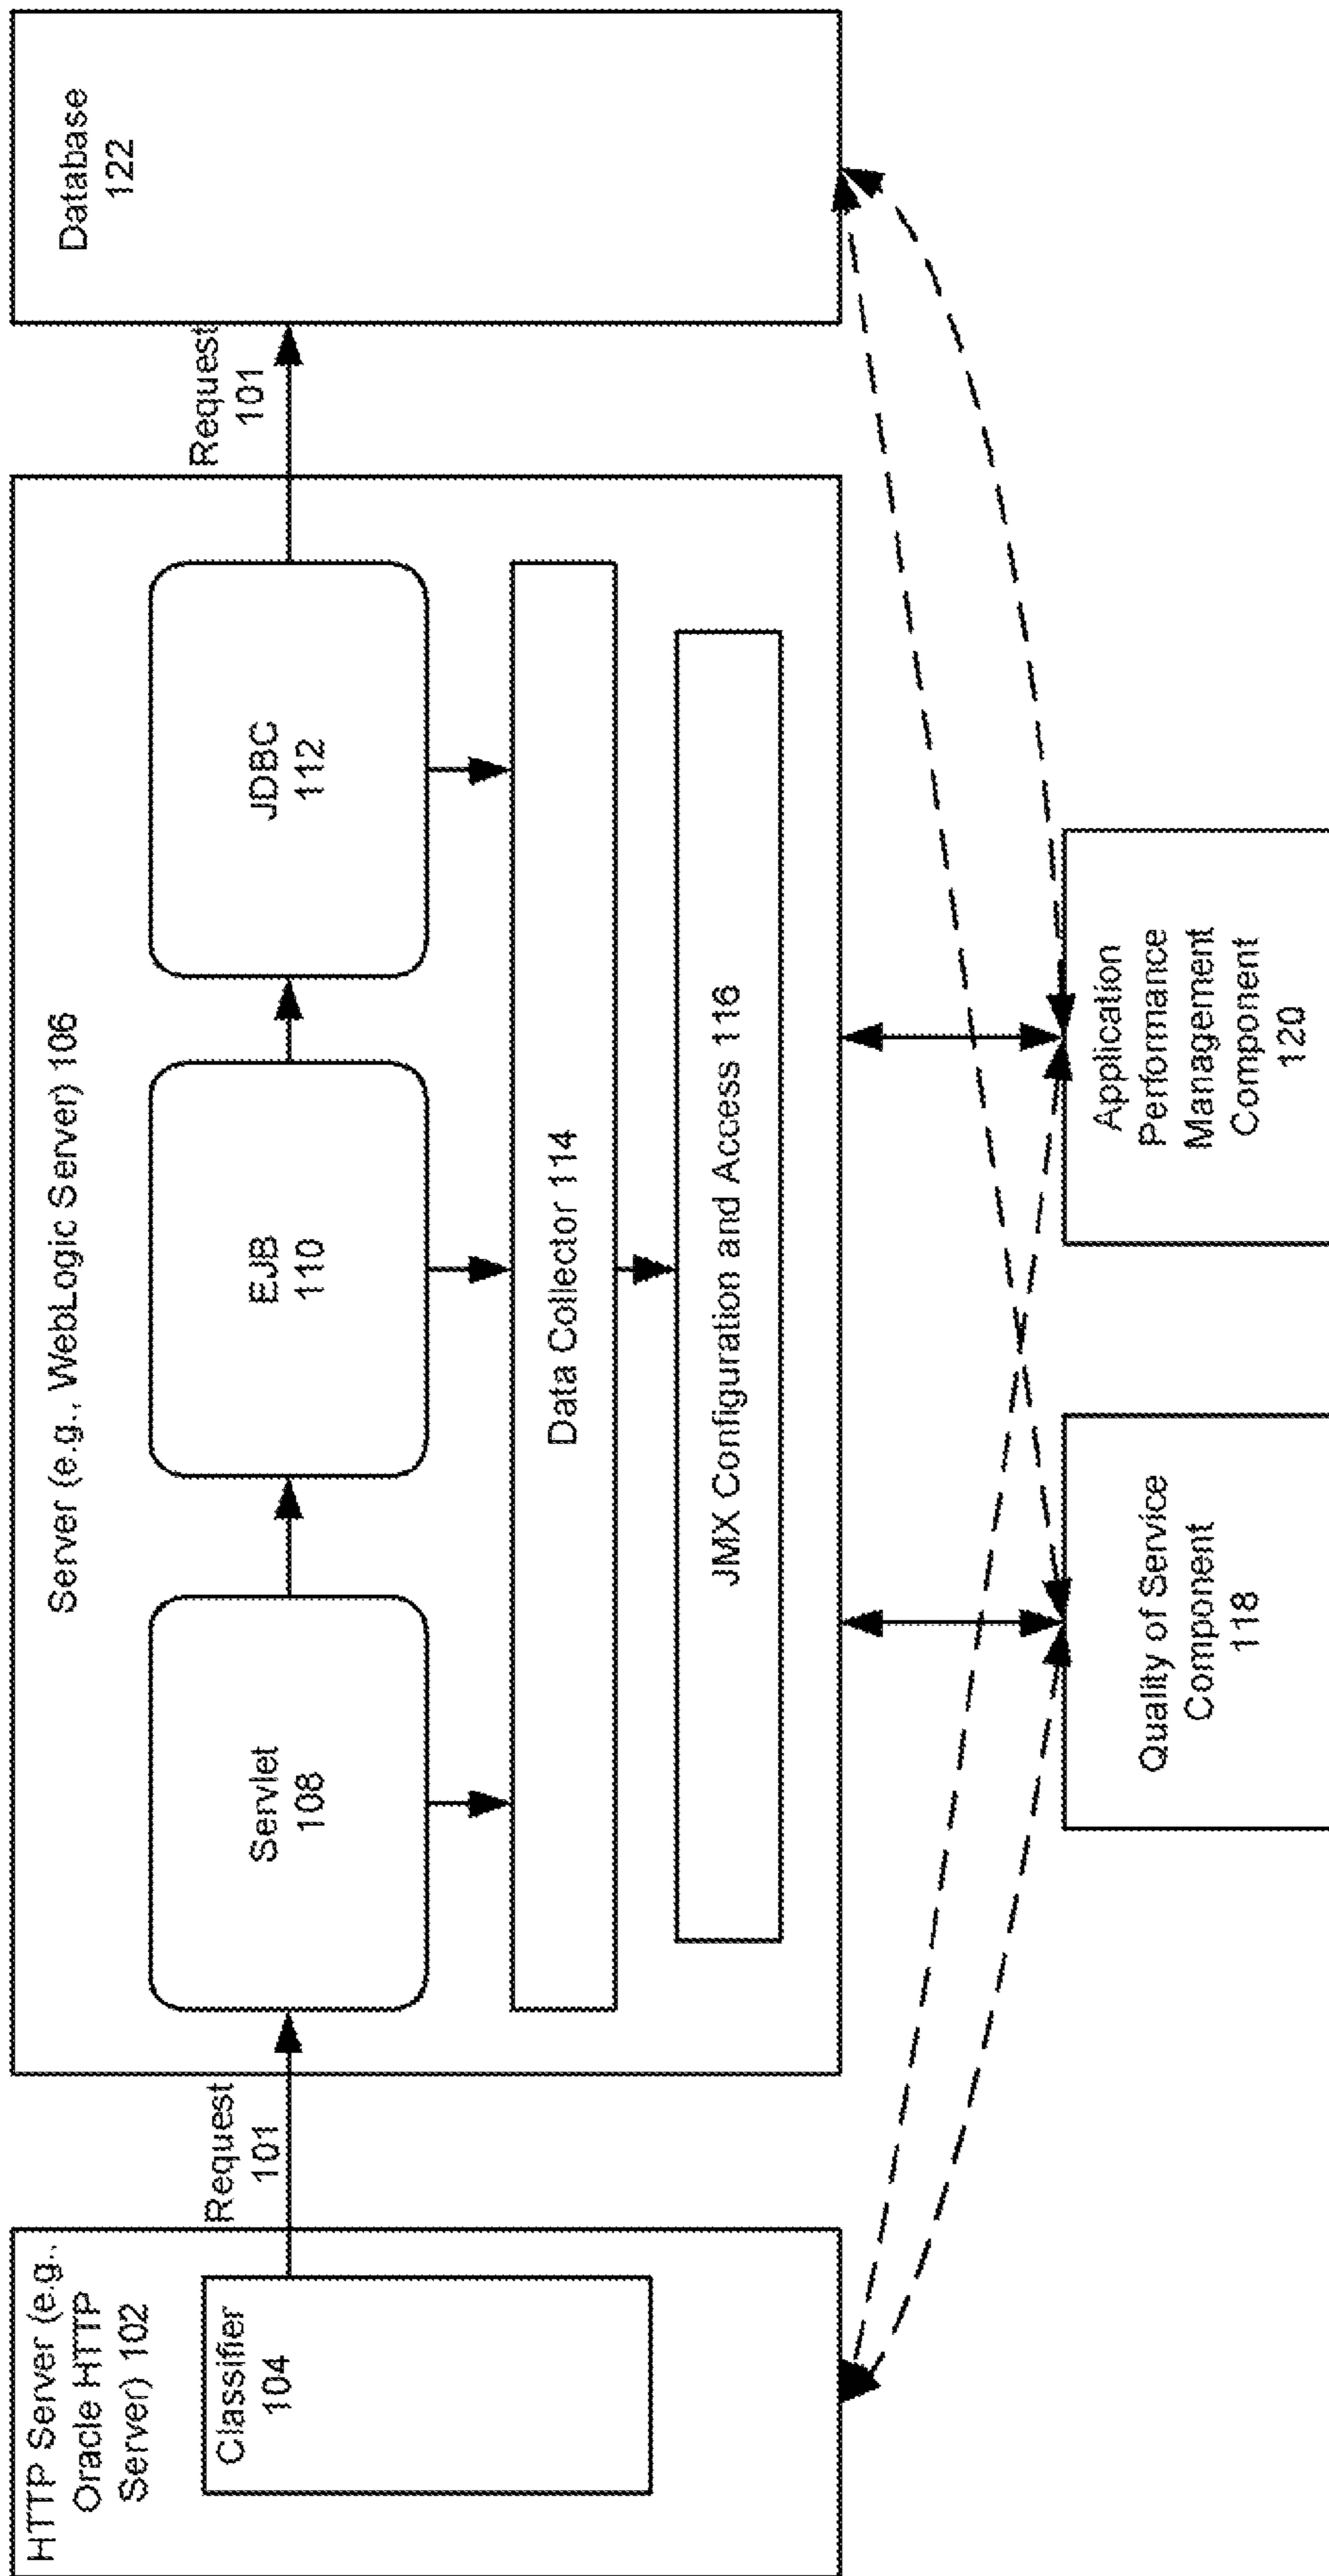 HTTP Server (e.g.,
Oracle HTTP
Server) 102
Classifier
104
Request
101
Server (e.g., WebLogic Server) 106
Servlet
108
EJB
110
JDBC
112
Data Collector 114
JMX Configuration and Access 116
Request
101
Database
122
Quality of Service
Component
118
Application
Performance
Management
Component
120